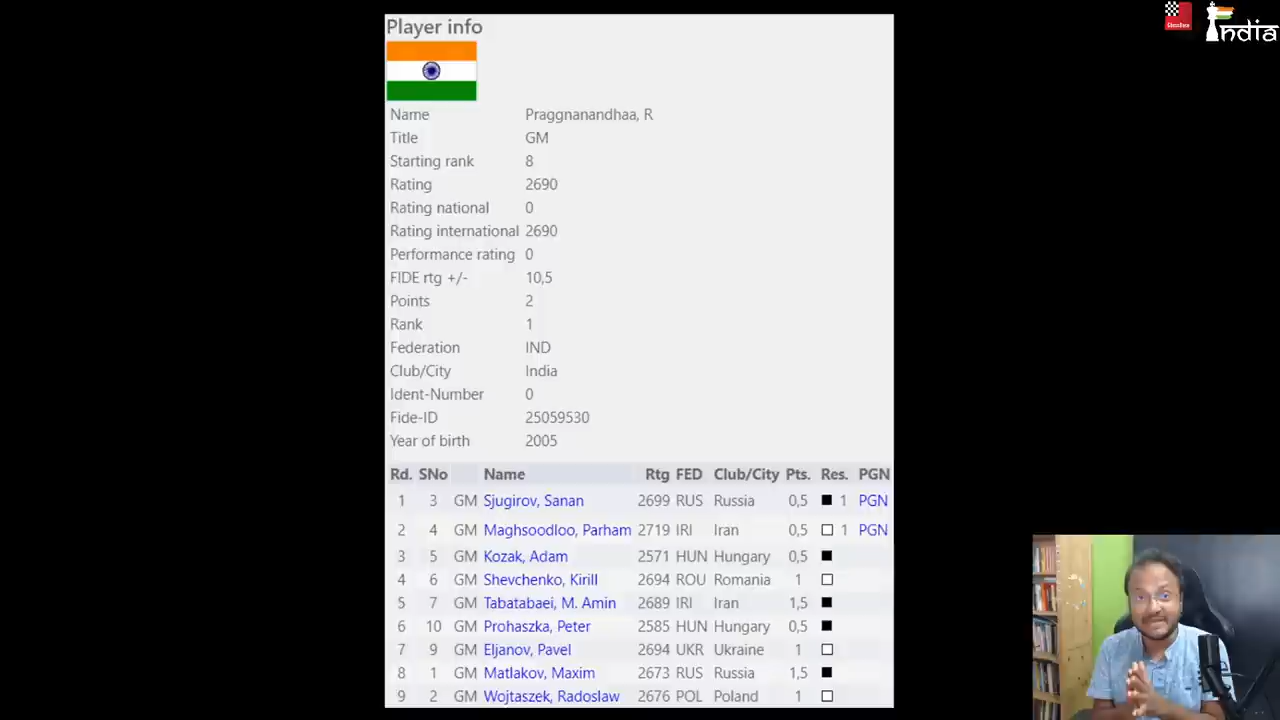 Player info
Name Praggnanandhaa, R
Title GM
Starting rank 8
Rating 2690
Rating national 0
Rating international 2690
Performance rating 0
FIDE rtg +/- 10,5
Points 2
Rank 1
Federation IND
Club/City India
Ident-Number 0
Fide-ID 25059530
Year of birth 2005
Rd. SNo Name Rtg FED Club/City Pts. Res. PGN
1 3 GM Sjugirov, Sanan 2699 RUS Russia 0,5 1 PGN
2 4 GM Maghsoodloo, Parham 2719 IRI Iran 0,5 1 PGN
3 5 GM Kozak, Adam 2571 HUN Hungary 0,5
4 6 GM Shevchenko, Kirill 2694 ROU Romania 1
5 7 GM Tabatabaei, M. Amin 2689 IRI Iran 1,5
6 10 GM Prohaszka, Peter 2585 HUN Hungary 0,5
7 9 GM Eljanov, Pavel 2694 UKR Ukraine 1
8 1 GM Matlakov, Maxim 2673 RUS Russia 1,5
9 2 GM Wojtaszek, Radoslaw 2676 POL Poland 1
India